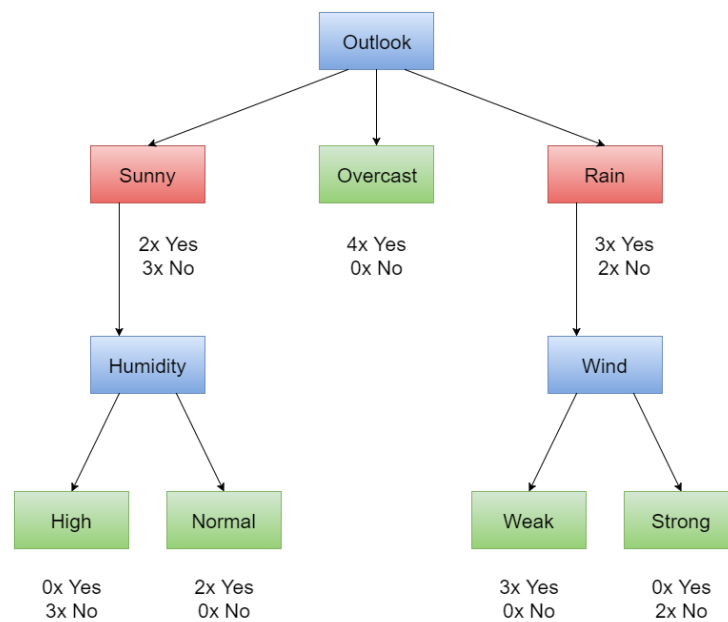 Outlook
Sunny
Overcast
Rain
2x Yes
3x No
4x Yes
0x No
3x Yes
2x No
Humidity
Wind
High
Normal
Weak
Strong
0x Yes
3x No
2x Yes
0x No
3x Yes
0x No
0x Yes
2x No